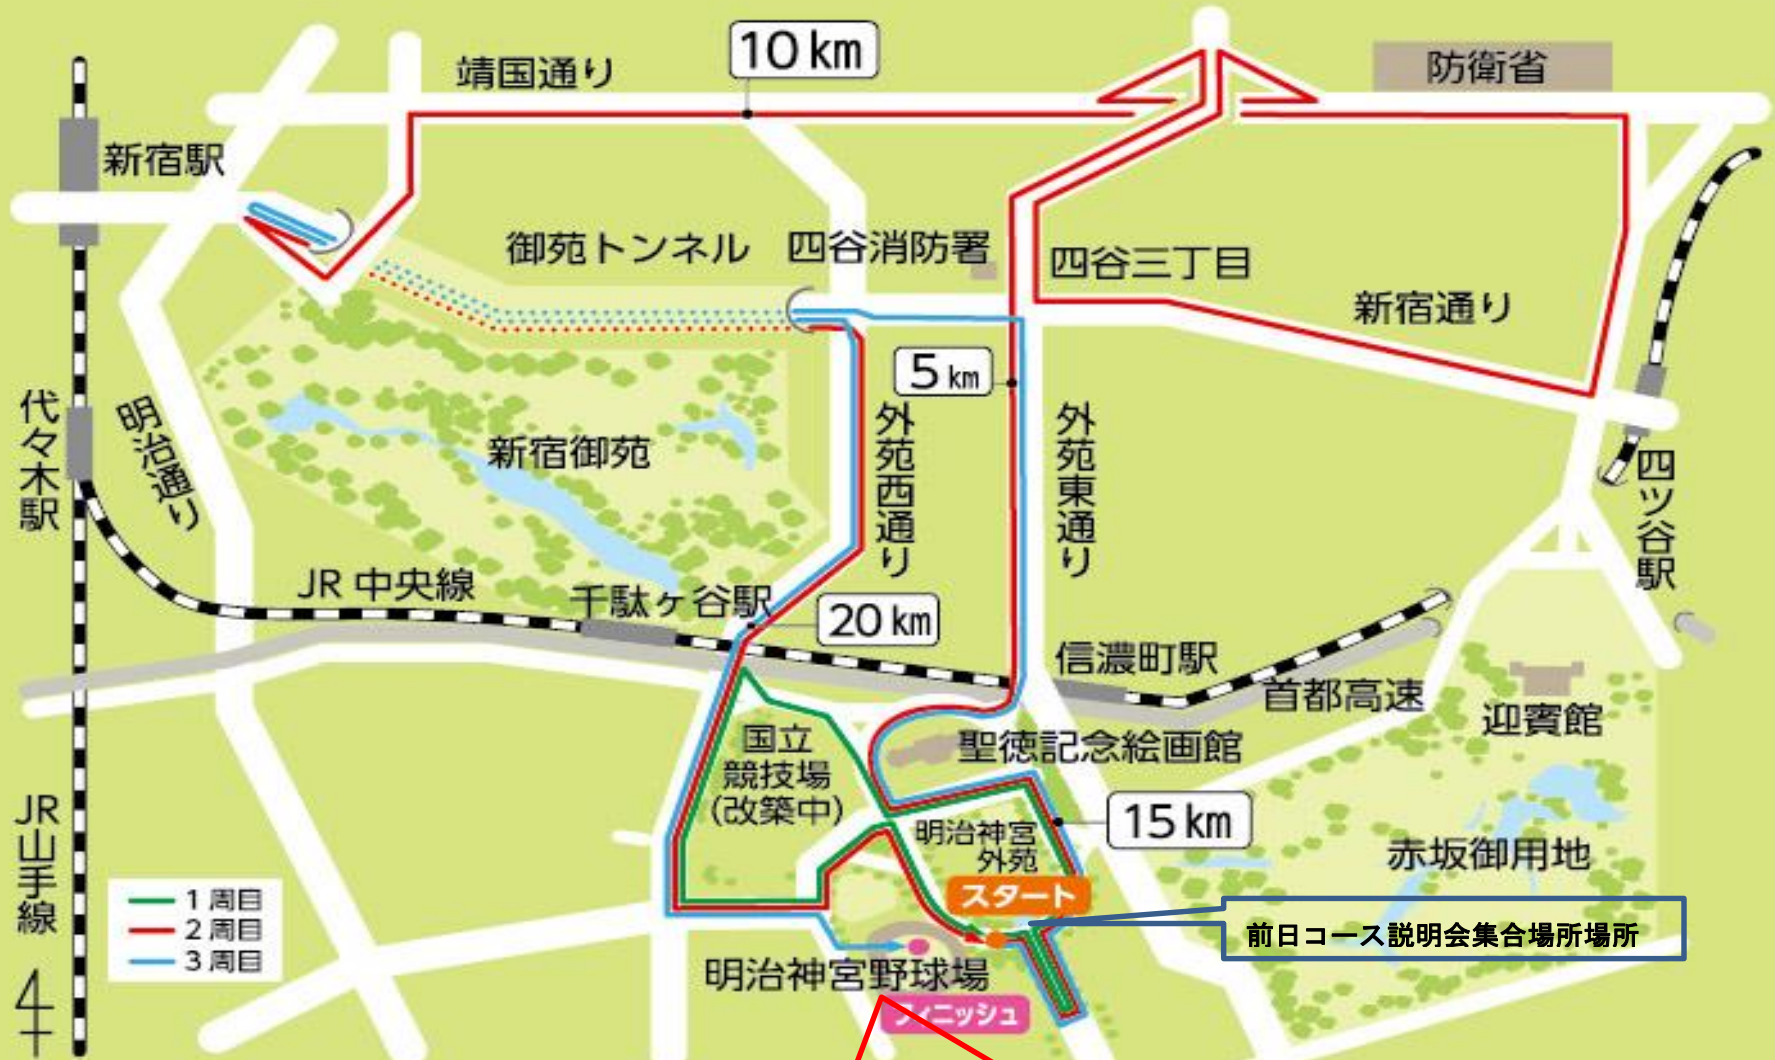 10 km
靖国通り
防衛省
新宿駅
御苑トンネル
四谷消防署
四谷三丁目
新宿通り
5 km
代々木駅
明治通り
新宿御苑
外苑西通り
外苑東通り
四ツ谷駅
JR 中央線
千駄ヶ谷駅
20 km
信濃町駅
首都高速
迎賓館
国立
競技場
(改築中)
聖徳記念絵画館
15 km
明治神宮
外苑
赤坂御用地
JR山手線
スタート
1 周目
2 周目
3 周目
前日コース説明会集合場所場所
明治神宮野球場
フィニッシュ